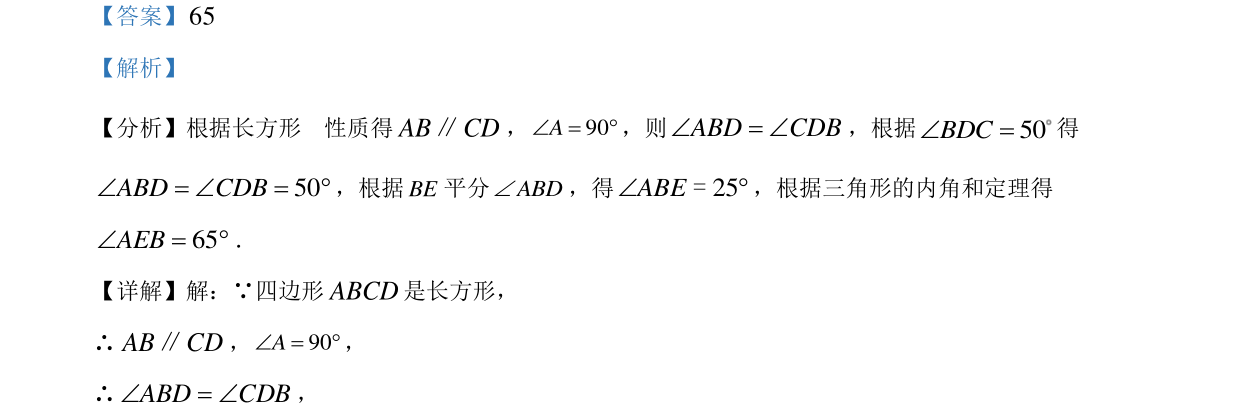 【答案】65
【解析】
【分析】根据长方形 性质得 AB∥CD，∠A=90°，则∠ABD=∠CDB，根据∠BDC=50°得
∠ABD=∠CDB=50°，根据 BE 平分∠ABD，得∠ABE=25°，根据三角形的内角和定理得
∠AEB=65°．
【详解】解：∵四边形 ABCD 是长方形，
∴ AB∥CD，∠A=90°，
∴∠ABD=∠CDB，